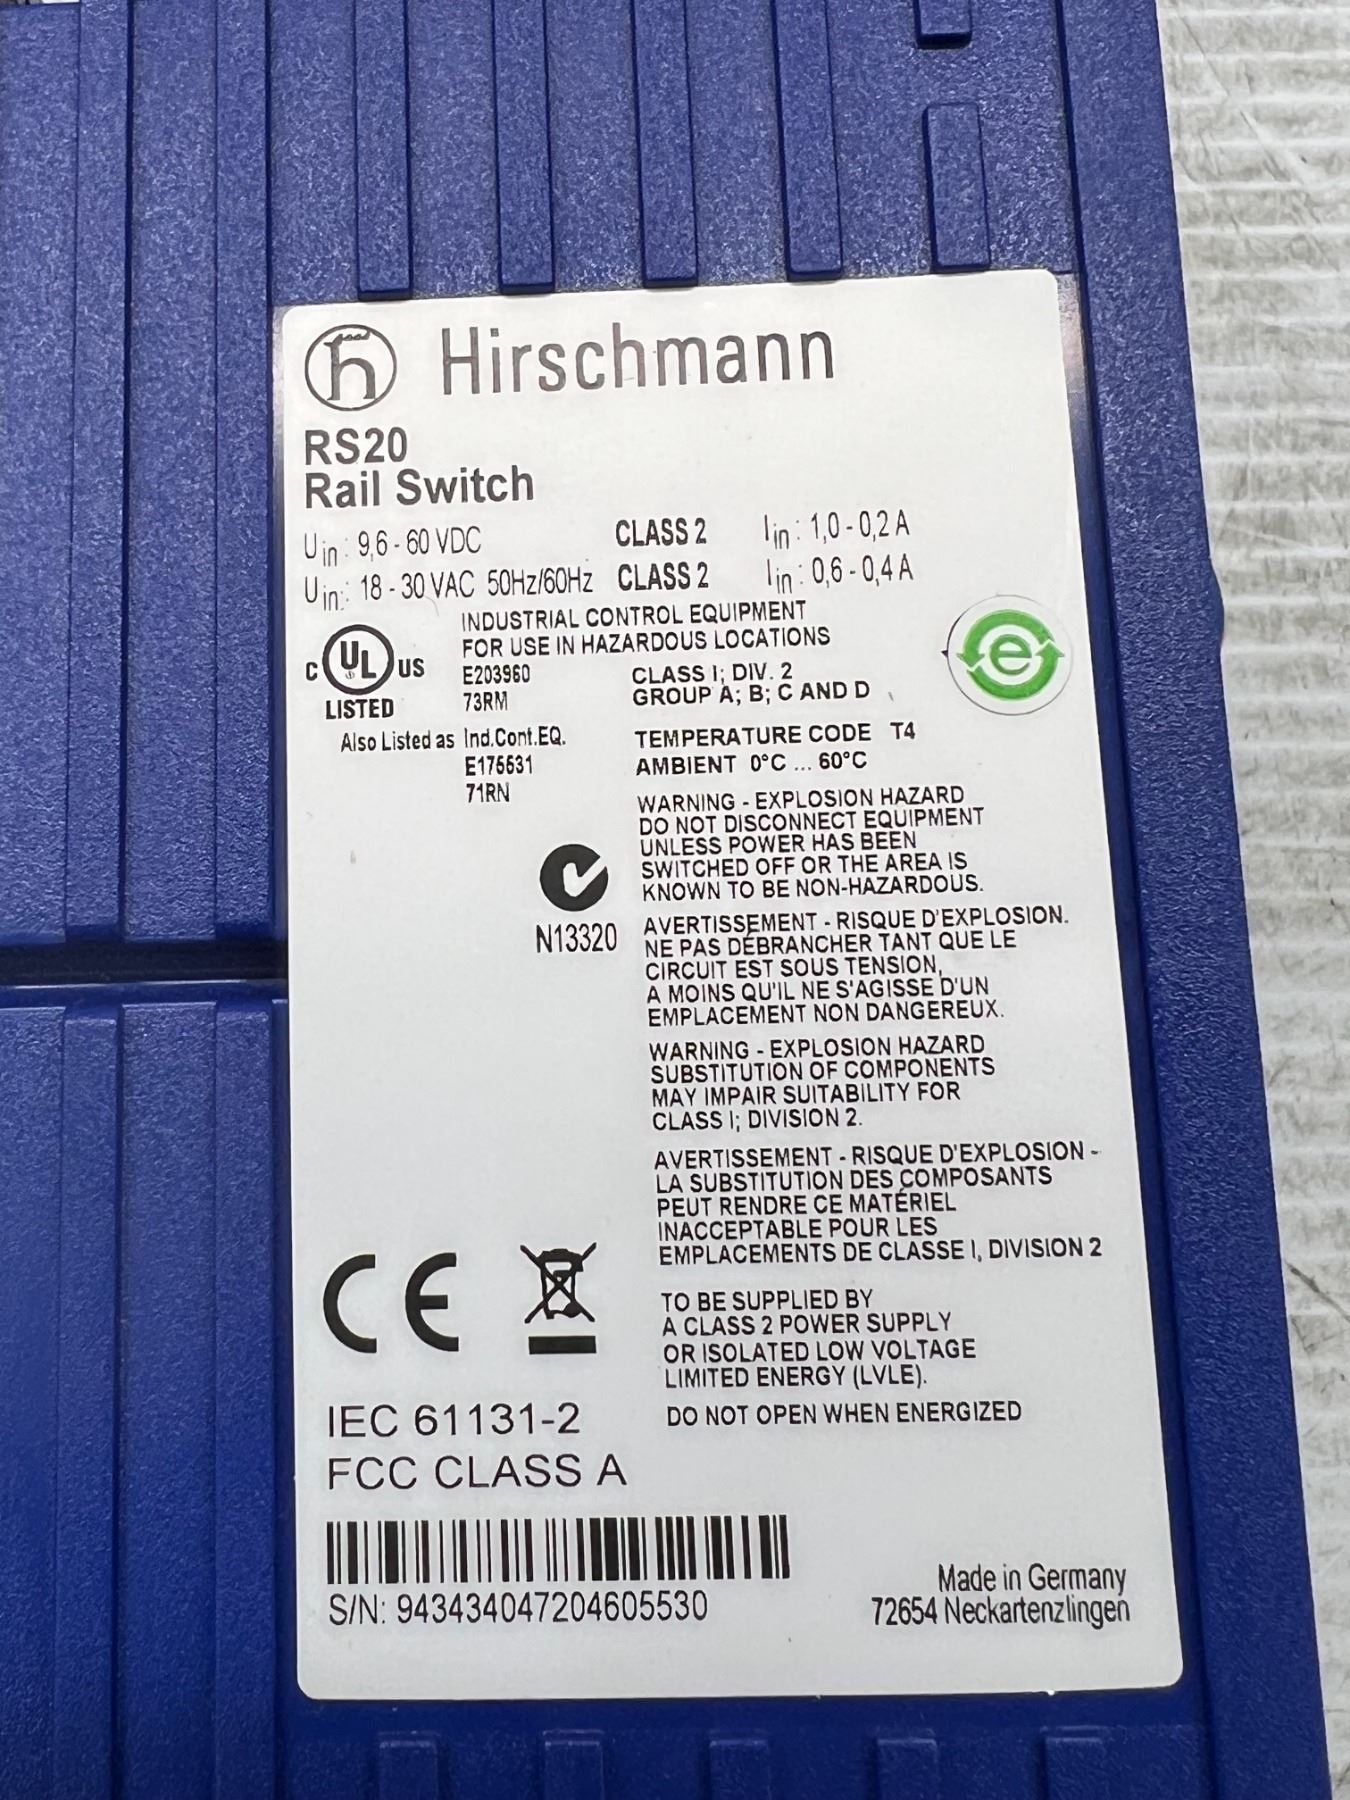 Hirschmann
RS20
Rail Switch
Uin : 9,6 - 60 VDC CLASS 2 Iin : 1,0 - 0,2 A
Uin : 18 - 30 VAC 50Hz/60Hz CLASS 2 Iin : 0,6 - 0,4 A
INDUSTRIAL CONTROL EQUIPMENT
FOR USE IN HAZARDOUS LOCATIONS
C UL US
LISTED
E203960
73RM
CLASS I; DIV. 2
GROUP A; B; C AND D
e
Also Listed as Ind.Cont.EQ.
E175531
71RN
TEMPERATURE CODE T4
AMBIENT 0°C ... 60°C
WARNING - EXPLOSION HAZARD
DO NOT DISCONNECT EQUIPMENT
UNLESS POWER HAS BEEN
SWITCHED OFF OR THE AREA IS
KNOWN TO BE NON-HAZARDOUS.
N13320
AVERTISSEMENT - RISQUE D'EXPLOSION.
NE PAS DÉBRANCHER TANT QUE LE
CIRCUIT EST SOUS TENSION,
A MOINS QU'IL NE S'AGISSE D'UN
EMPLACEMENT NON DANGEREUX.
WARNING - EXPLOSION HAZARD
SUBSTITUTION OF COMPONENTS
MAY IMPAIR SUITABILITY FOR
CLASS I; DIVISION 2.
AVERTISSEMENT - RISQUE D'EXPLOSION -
LA SUBSTITUTION DES COMPOSANTS
PEUT RENDRE CE MATÉRIEL
INACCEPTABLE POUR LES
EMPLACEMENTS DE CLASSE I, DIVISION 2
CE
TO BE SUPPLIED BY
A CLASS 2 POWER SUPPLY
OR ISOLATED LOW VOLTAGE
LIMITED ENERGY (LVLE).
DO NOT OPEN WHEN ENERGIZED
IEC 61131-2
FCC CLASS A
S/N: 943434047204605530
Made in Germany
72654 Neckartenzlingen